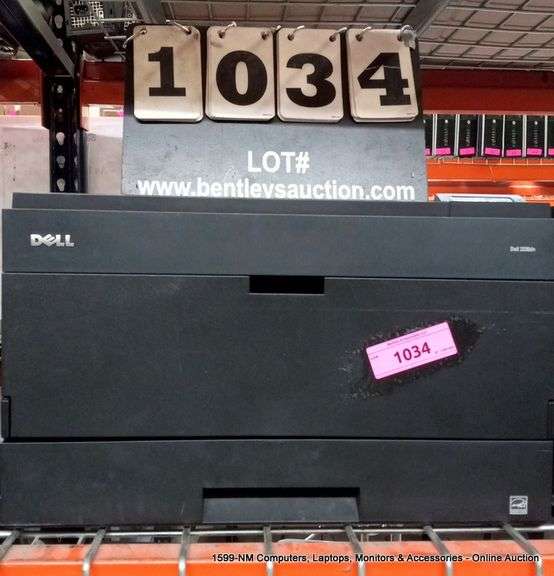 1034
LOT#
www.bentleysauction.com
DELL
1034
1599-NM Computers, Laptops, Monitors & Accessories - Online Auction